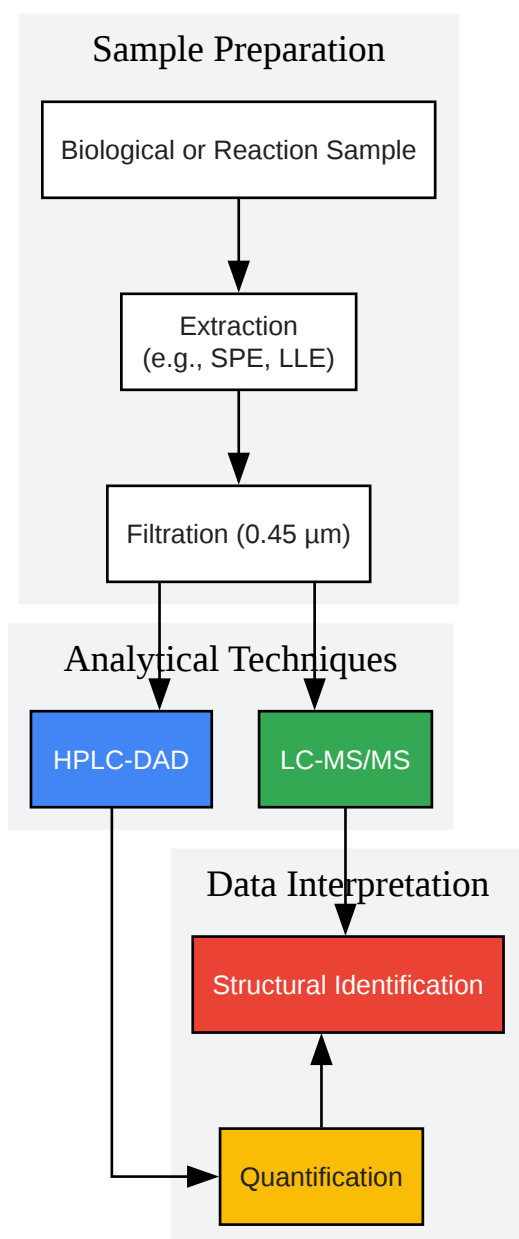 Sample Preparation
Biological or Reaction Sample
Extraction
(e.g., SPE, LLE)
Filtration (0.45 µm)
Analytical Techniques
HPLC-DAD
LC-MS/MS
Data Interpretation
Structural Identification
Quantification